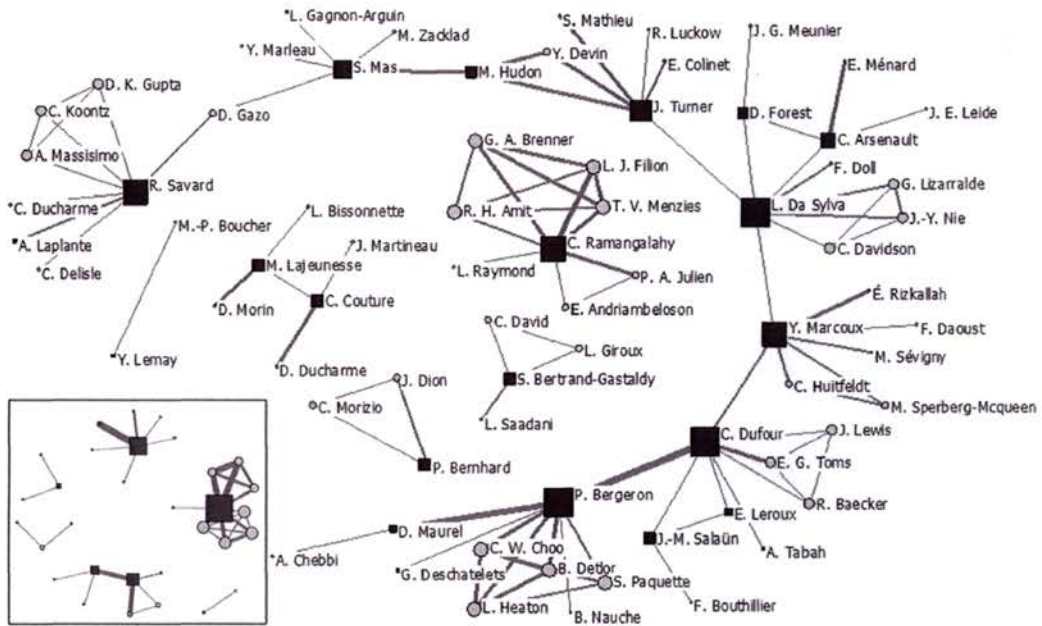 L. Gagnon-Arguin
S. Mathieu
M. Zacklad
R. Luckow
J. G. Meunier
Y. Marleau
Y. Devin
S. Mas
M. Hudon
E. Colinet
E. Ménard
D. K. Gupta
J. Turner
D. Forest
J. E. Leide
C. Koontz
D. Gazo
C. Arsenault
G. A. Brenner
A. Massisimo
L. J. Filion
F. Doll
G. Lizarralde
R. Savard
T. V. Menzies
L. Da Sylva
J.-Y. Nie
C. Ducharme
L. Bissonnette
R. H. Amit
M.-P. Boucher
A. Laplante
J. Martineau
C. Ramangalahy
C. Davidson
C. Delisle
M. Lajeunesse
L. Raymond
P. A. Julien
É. Rizkallah
C. Couture
D. Morin
E. Andriambeloson
C. David
Y. Marcoux
F. Daoust
L. Giroux
M. Sévigny
Y. Lemay
D. Ducharme
S. Bertrand-Gastaldy
C. Huitfeldt
J. Dion
C. Morizio
M. Sperberg-Mcqueen
L. Saadani
J. Lewis
C. Dufour
P. Bernhard
E. G. Toms
P. Bergeron
R. Baecker
E. Leroux
D. Maurel
J.-M. Salaün
A. Tabah
C. W. Choo
A. Chebbi
G. Deschatelets
B. Detlor
S. Paquette
L. Heaton
B. Nauche
F. Bouthillier